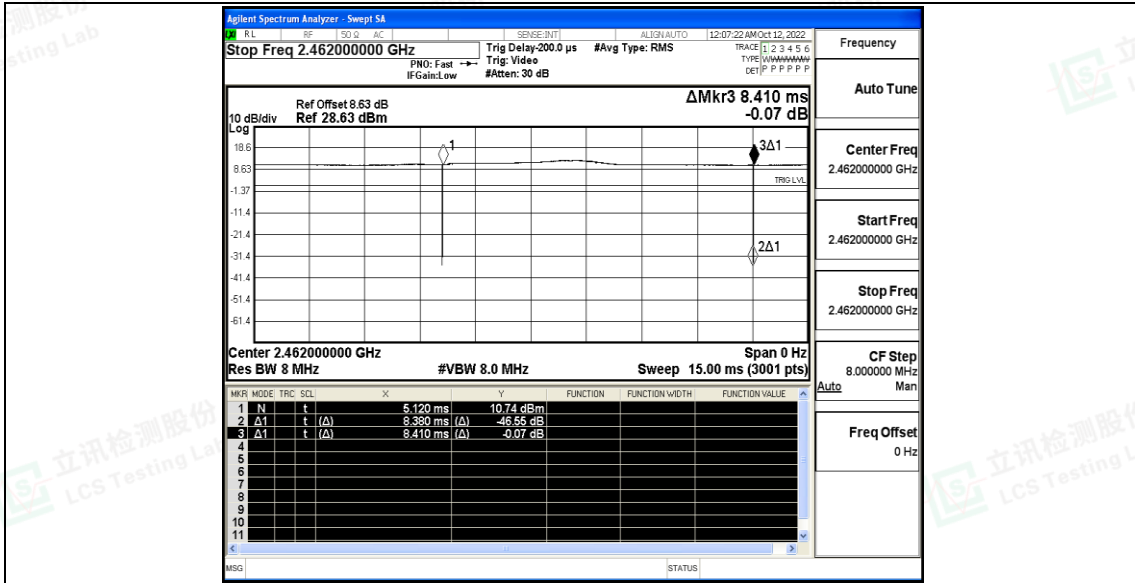 Agilent Spectrum Analyzer - Swept SA
LXI RL RF 50 Ω AC SENSE:INT ALIGNAUTO 12:07:22 AM Oct 12, 2022
Stop Freq 2.462000000 GHz
PNO: Fast
IFGain:Low
Trig Delay-200.0 µs
Trig: Video
#Atten: 30 dB
#Avg Type: RMS
TRACE 1 2 3 4 5 6
TYPE
DET P P P P P P
ΔMkr3 8.410 ms
-0.07 dB
Ref Offset 8.63 dB
10 dB/div Ref 28.63 dBm
Log
18.6
8.63
-1.37
-11.4
-21.4
-31.4
-41.4
-51.4
-61.4
1
3Δ1
TRIG LVL
2Δ1
Center 2.462000000 GHz Span 0 Hz
Res BW 8 MHz #VBW 8.0 MHz Sweep 15.00 ms (3001 pts)
MKR MODE TRC SCL X Y FUNCTION FUNCTION WIDTH FUNCTION VALUE
1 N t 5.120 ms 10.74 dBm
2 Δ1 t (Δ) 8.380 ms (Δ) -46.55 dB
3 Δ1 t (Δ) 8.410 ms (Δ) -0.07 dB
4
5
6
7
8
9
10
11
MSG STATUS
Frequency
Auto Tune
Center Freq
2.462000000 GHz
Start Freq
2.462000000 GHz
Stop Freq
2.462000000 GHz
CF Step
8.000000 MHz
Auto Man
Freq Offset
0 Hz
立讯检测股份
LCS Testing Lab
立讯检测股份
LCS Testing L